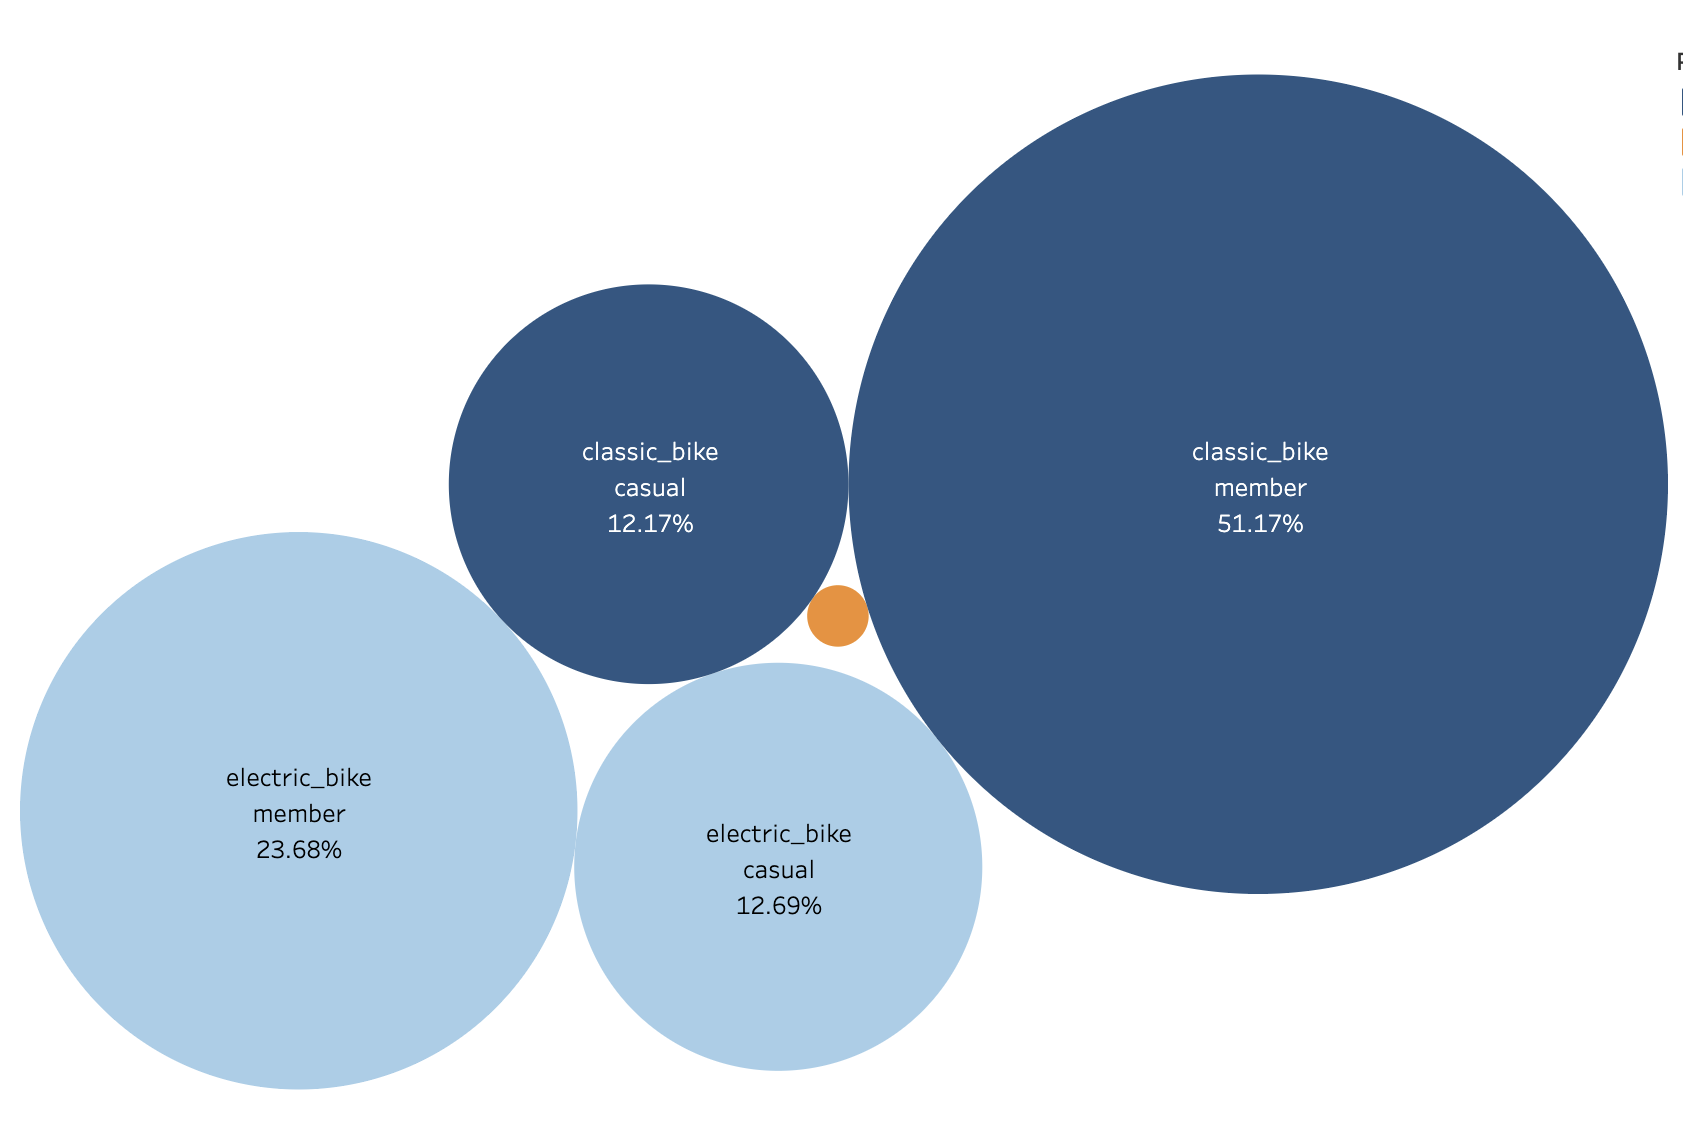 classic_bike
casual
12.17%
classic_bike
member
51.17%
electric_bike
member
23.68%
electric_bike
casual
12.69%